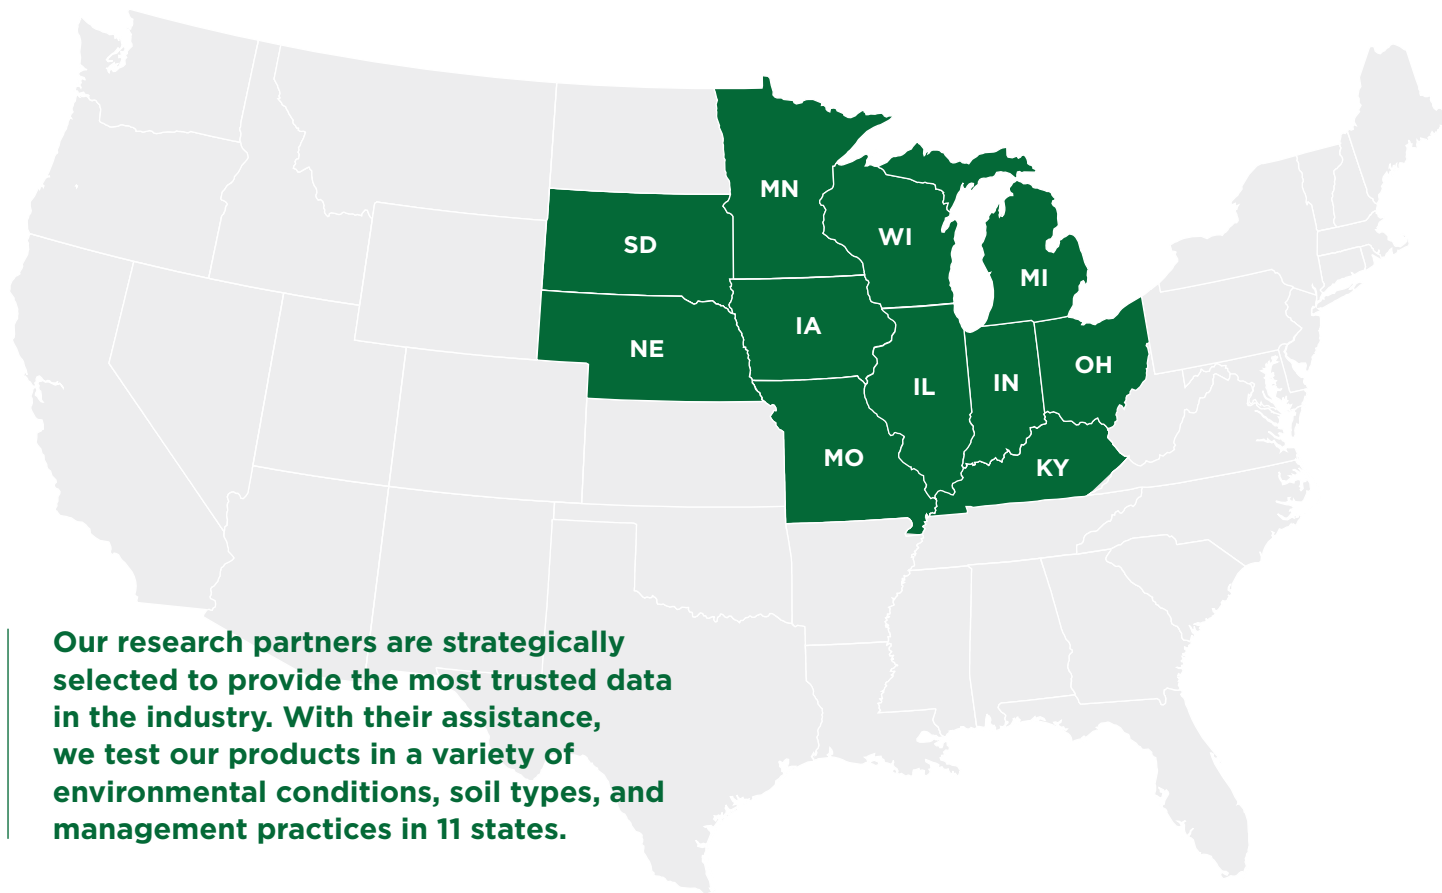 MN
WI
SD
MI
IA
NE
OH
IL
IN
MO
KY
Our research partners are strategically
selected to provide the most trusted data
in the industry. With their assistance,
we test our products in a variety of
environmental conditions, soil types, and
management practices in 11 states.